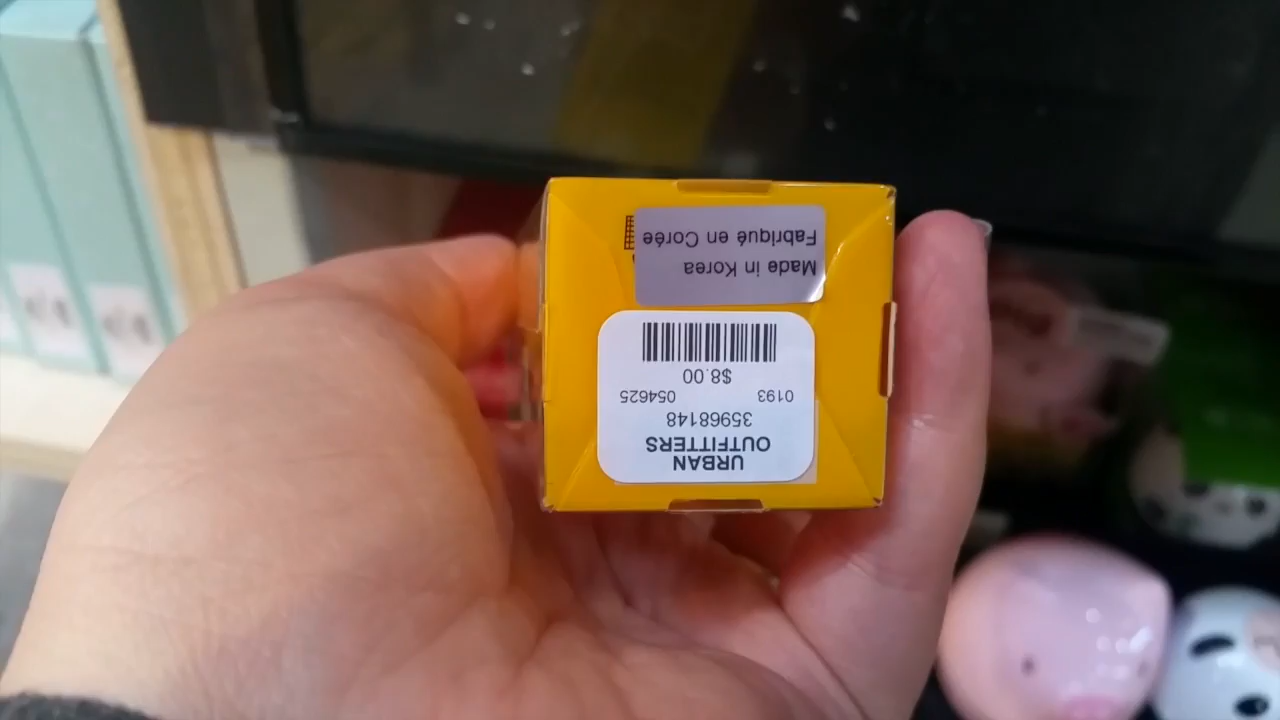 URBAN
OUTFITTERS
35968148
0193 054625
$8.00
Made in Korea
Fabriqué en Corée